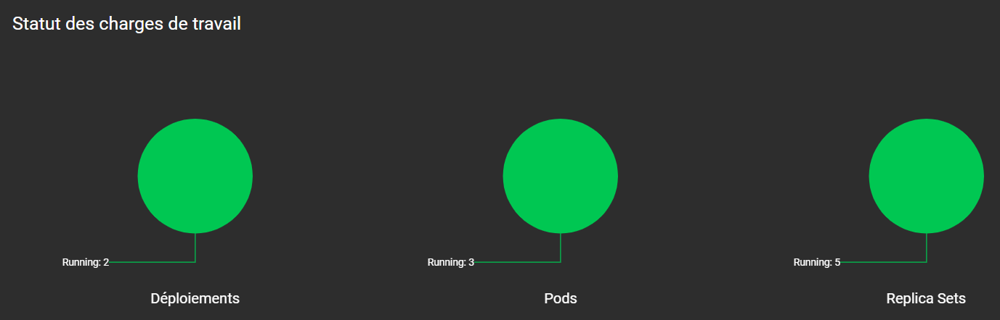 Statut des charges de travail
Running: 2
Running: 3
Running: 5
Déploiements
Pods
Replica Sets